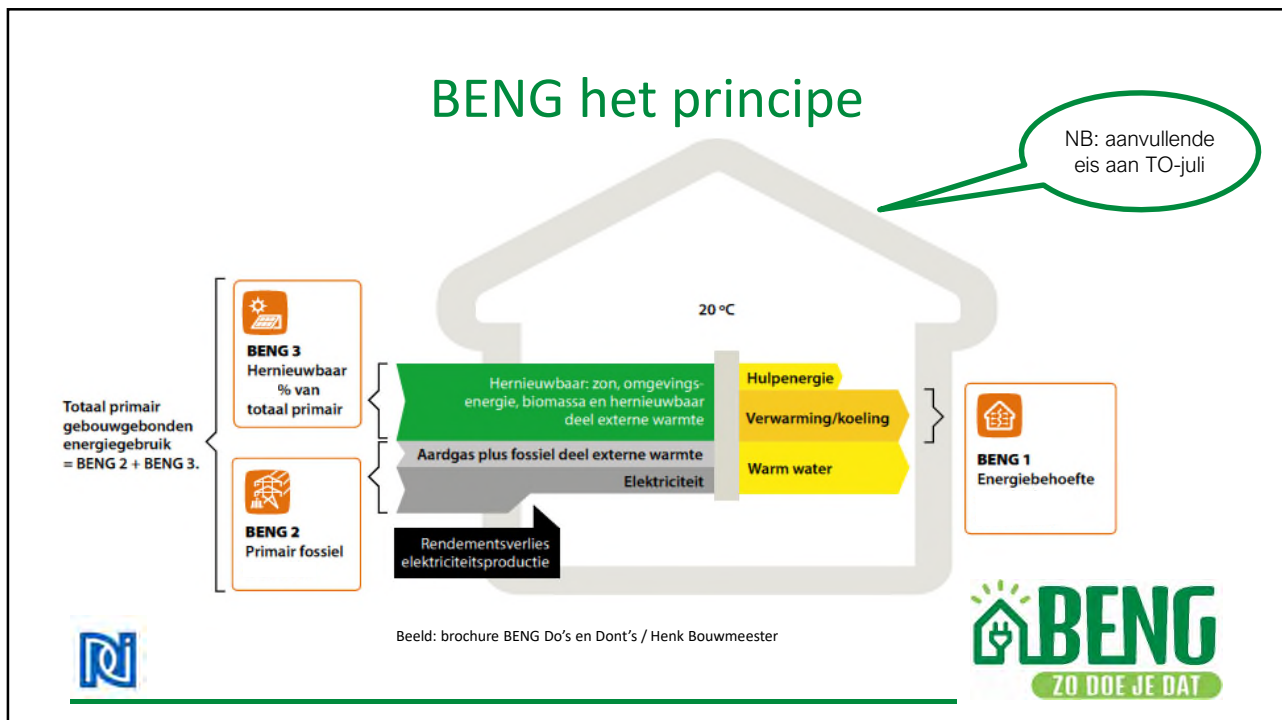 BENG het principe
NB: aanvullende
eis aan TO-juli
20 ºC
BENG 3
Hernieuwbaar
% van
totaal primair
Totaal primair
gebouwgebonden
energiegebruik
= BENG 2 + BENG 3.
BENG 2
Primair fossiel
Hernieuwbaar: zon, omgevings-
energie, biomassa en hernieuwbaar
deel externe warmte
Aardgas plus fossiel deel externe warmte
Elektriciteit
Rendementsverlies
elektriciteitsproductie
Hulpenergie
Verwarming/koeling
Warm water
BENG 1
Energiebehoefte
Beeld: brochure BENG Do's en Dont's / Henk Bouwmeester
BENG
ZO DOE JE DAT